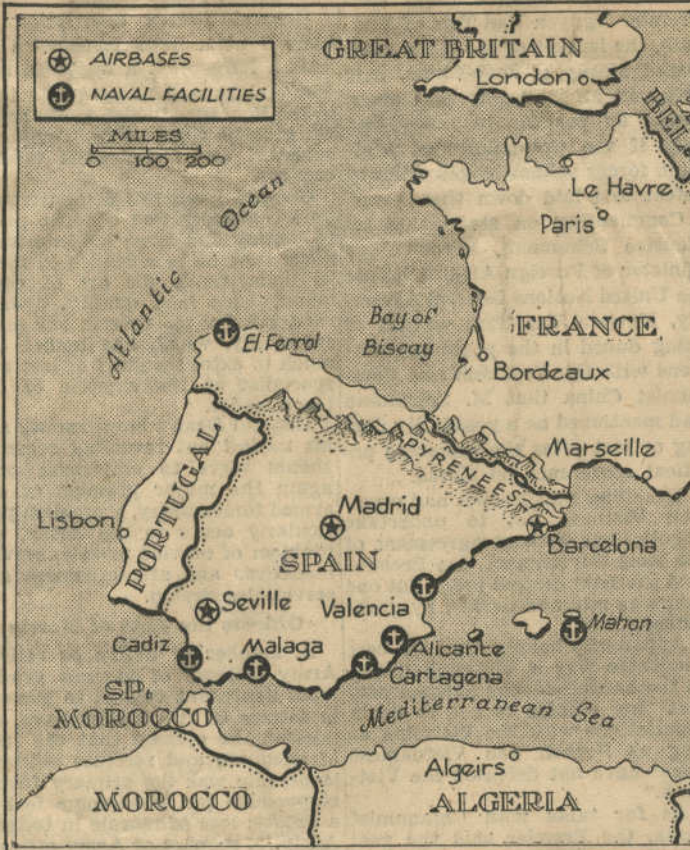 AIRBASES
NAVAL FACILITIES
MILES
0 100 200
GREAT BRITAIN
London
BEL.
Le Havre
Paris
Atlantic Ocean
Bay of
Biscay
FRANCE
El Ferrol
Bordeaux
PYRENEES
Marseille
PORTUGAL
Lisbon
Madrid
Barcelona
SPAIN
Seville
Valencia
Mahon
Cadiz
Malaga
Alicante
Cartagena
SP.
MOROCCO
Mediterranean Sea
Algeirs
MOROCCO
ALGERIA